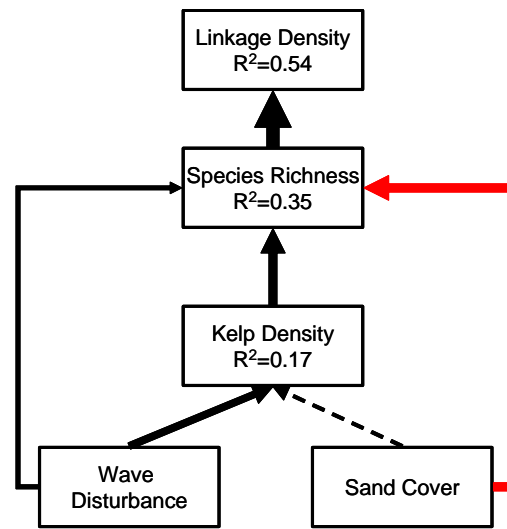 Linkage Density
R²=0.54
Species Richness
R²=0.35
Kelp Density
R²=0.17
Wave
Disturbance
Sand Cover